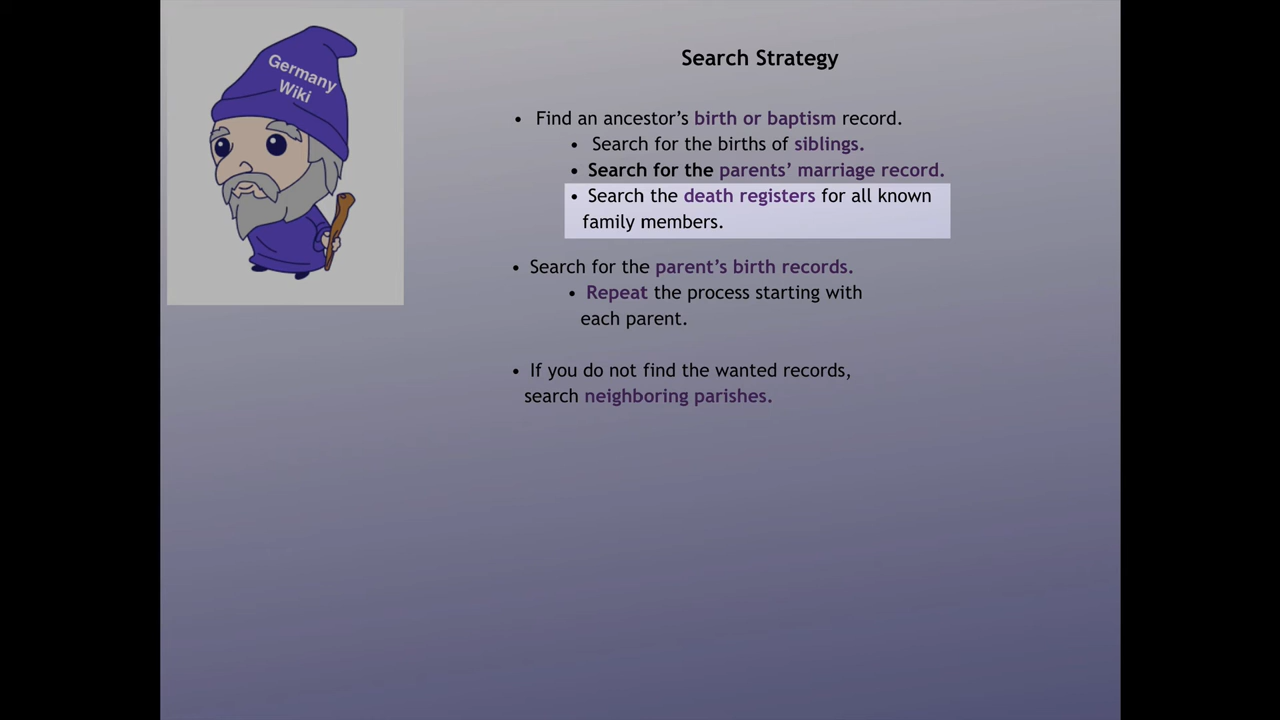 Germany
Wiki
Search Strategy
• Find an ancestor’s birth or baptism record.
• Search for the births of siblings.
• Search for the parents’ marriage record.
• Search the death registers for all known
family members.
• Search for the parent’s birth records.
• Repeat the process starting with
each parent.
• If you do not find the wanted records,
search neighboring parishes.